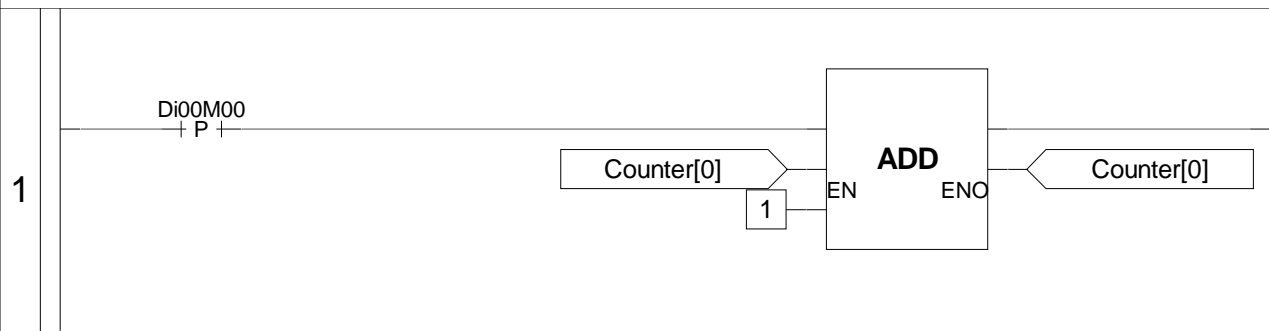 Di00M00
P
ADD
Counter[0]
Counter[0]
1
EN
ENO
1